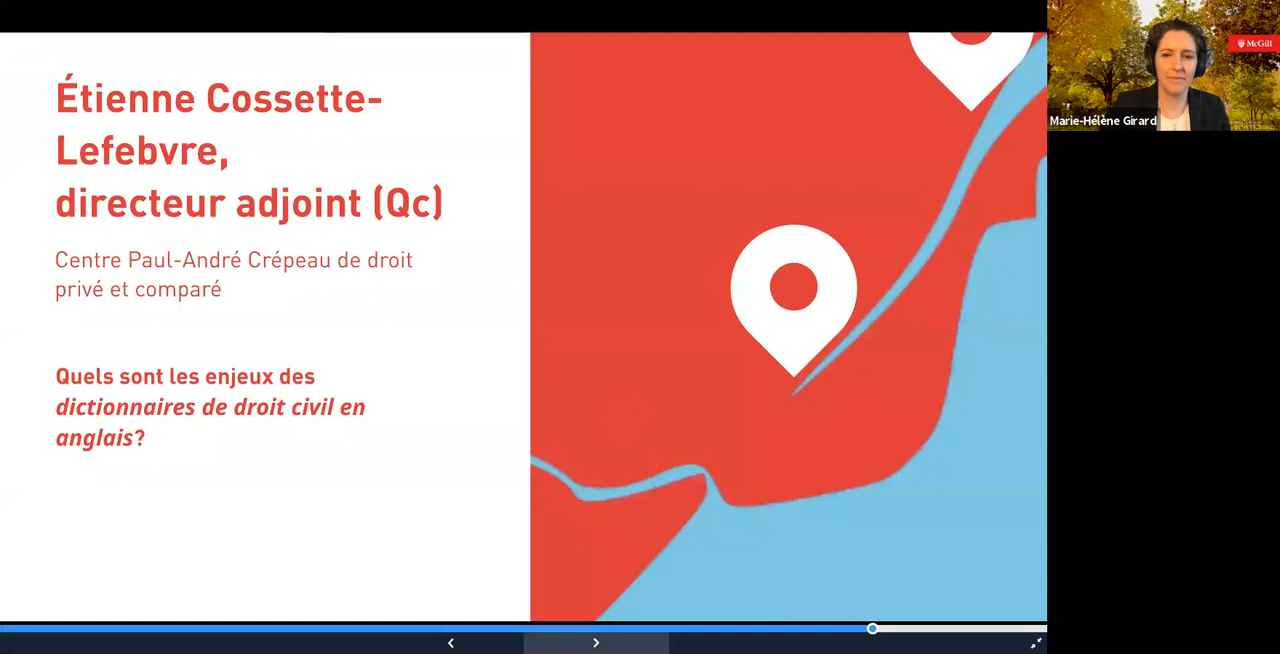 Étienne Cossette-
Lefebvre,
directeur adjoint (Qc)
Centre Paul-André Crépeau de droit
privé et comparé
Quels sont les enjeux des
dictionnaires de droit civil en
anglais?
McGill
Marie-Hélène Girard